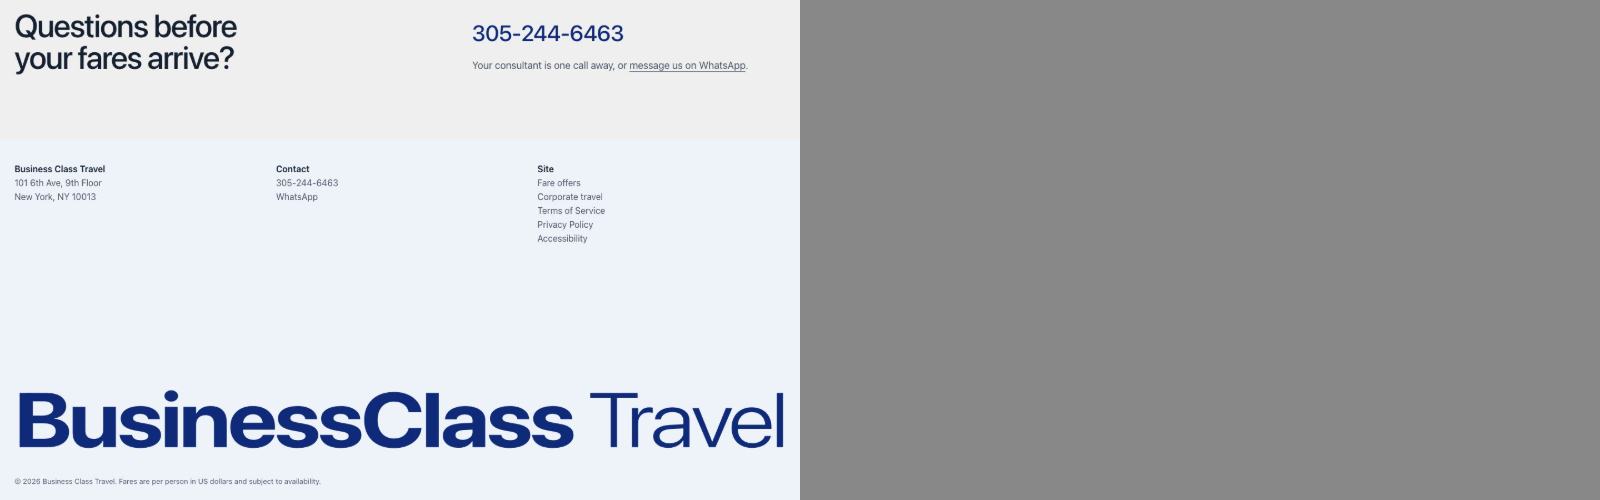 Questions before
your fares arrive?
305-244-6463
Your consultant is one call away, or message us on WhatsApp.
Business Class Travel
101 6th Ave, 9th Floor
New York, NY 10013
Contact
305-244-6463
WhatsApp
Site
Fare offers
Corporate travel
Terms of Service
Privacy Policy
Accessibility
BusinessClass Travel
© 2026 Business Class Travel. Fares are per person in US dollars and subject to availability.